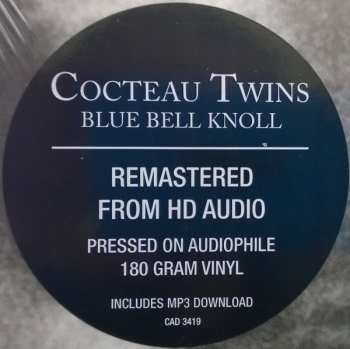 COCTEAU TWINS
BLUE BELL KNOLL
REMASTERED
FROM HD AUDIO
PRESSED ON AUDIOPHILE
180 GRAM VINYL
INCLUDES MP3 DOWNLOAD
CAD 3419